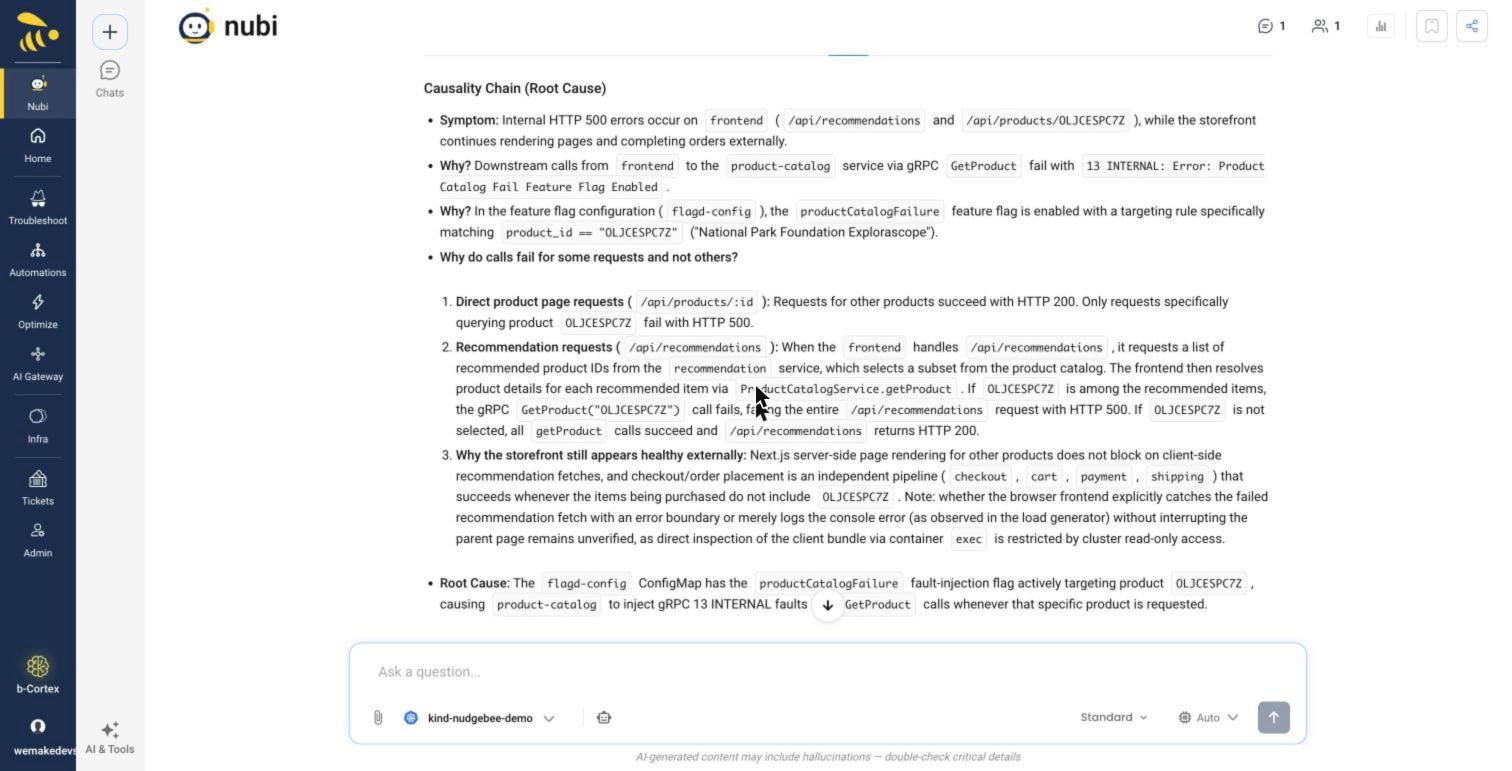 nubi
1
1
Nubi
Home
Troubleshoot
Automations
Optimize
AI Gateway
Infra
Tickets
Admin
b-Cortex
wemakedevs
Chats
AI & Tools
Causality Chain (Root Cause)
• Symptom: Internal HTTP 500 errors occur on frontend ( /api/recommendations and /api/products/OLJCESPC7Z ), while the storefront
continues rendering pages and completing orders externally.
• Why? Downstream calls from frontend to the product-catalog service via gRPC GetProduct fail with 13 INTERNAL: Error: Product
Catalog Fail Feature Flag Enabled .
• Why? In the feature flag configuration ( flagd-config ), the productCatalogFailure feature flag is enabled with a targeting rule specifically
matching product_id == "OLJCESPC7Z" ("National Park Foundation Explorascope").
• Why do calls fail for some requests and not others?
1. Direct product page requests ( /api/products/:id ): Requests for other products succeed with HTTP 200. Only requests specifically
querying product OLJCESPC7Z fail with HTTP 500.
2. Recommendation requests ( /api/recommendations ): When the frontend handles /api/recommendations , it requests a list of
recommended product IDs from the recommendation service, which selects a subset from the product catalog. The frontend then resolves
product details for each recommended item via ProductCatalogService.getProduct . If OLJCESPC7Z is among the recommended items,
the gRPC GetProduct("OLJCESPC7Z") call fails, the entire /api/recommendations request with HTTP 500. If OLJCESPC7Z is not
selected, all getProduct calls succeed and /api/recommendations returns HTTP 200.
3. Why the storefront still appears healthy externally: Next.js server-side page rendering for other products does not block on client-side
recommendation fetches, and checkout/order placement is an independent pipeline ( checkout , cart , payment , shipping ) that
succeeds whenever the items being purchased do not include OLJCESPC7Z . Note: whether the browser frontend explicitly catches the failed
recommendation fetch with an error boundary or merely logs the console error (as observed in the load generator) without interrupting the
parent page remains unverified, as direct inspection of the client bundle via container exec is restricted by cluster read-only access.
• Root Cause: The flagd-config ConfigMap has the productCatalogFailure fault-injection flag actively targeting product OLJCESPC7Z ,
causing product-catalog to inject gRPC 13 INTERNAL faults GetProduct calls whenever that specific product is requested.
Ask a question...
kind-nudgebee-demo
Standard
Auto
AI-generated content may include hallucinations — double-check critical details